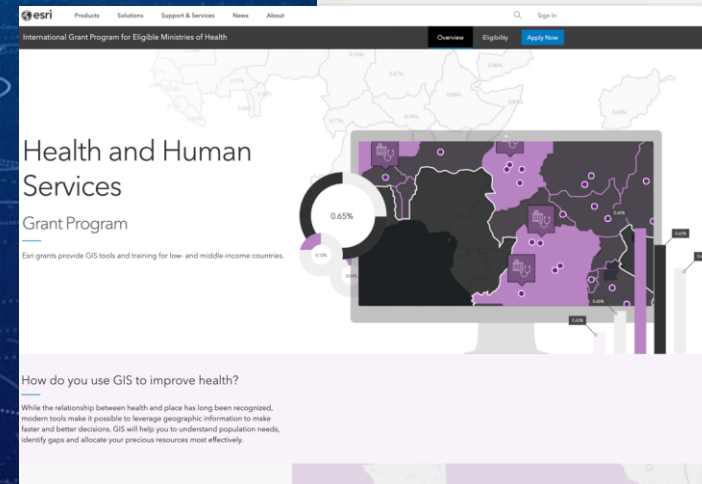 esri
Products Solutions Support & Services News About
Sign In
International Grant Program for Eligible Ministries of Health
Overview Eligibility Apply Now
Health and Human
Services
Grant Program
Esri grants provide GIS tools and training for low- and middle-income countries.
0.65%
How do you use GIS to improve health?
While the relationship between health and place has long been recognized,
modern tools make it possible to leverage geographic information to make
faster and better decisions. GIS will help you to understand population needs,
identify gaps and allocate your precious resources most effectively.